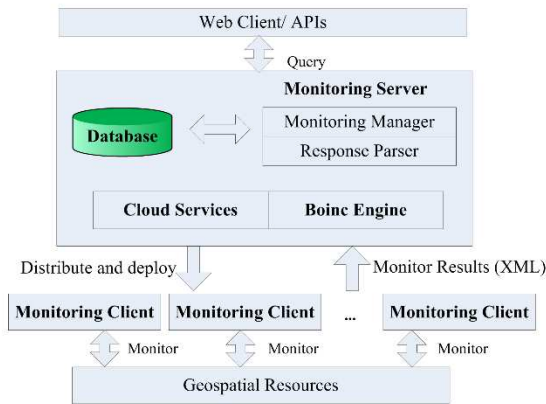 Web Client/ APIs
Query
Monitoring Server
Database
Monitoring Manager
Response Parser
Cloud Services
Boinc Engine
Distribute and deploy
Monitor Results (XML)
Monitoring Client
Monitoring Client
...
Monitoring Client
Monitor
Monitor
Monitor
Geospatial Resources